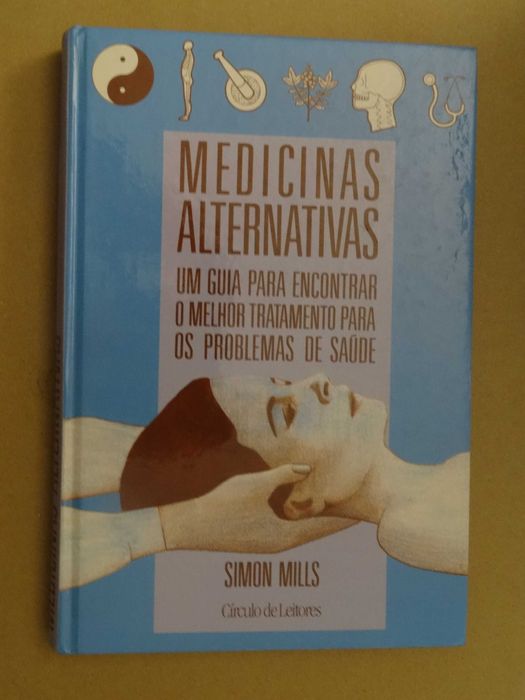 MEDICINAS
ALTERNATIVAS
UM GUIA PARA ENCONTRAR
O MELHOR TRATAMENTO PARA
OS PROBLEMAS DE SAÚDE
SIMON MILLS
Círculo de Leitores